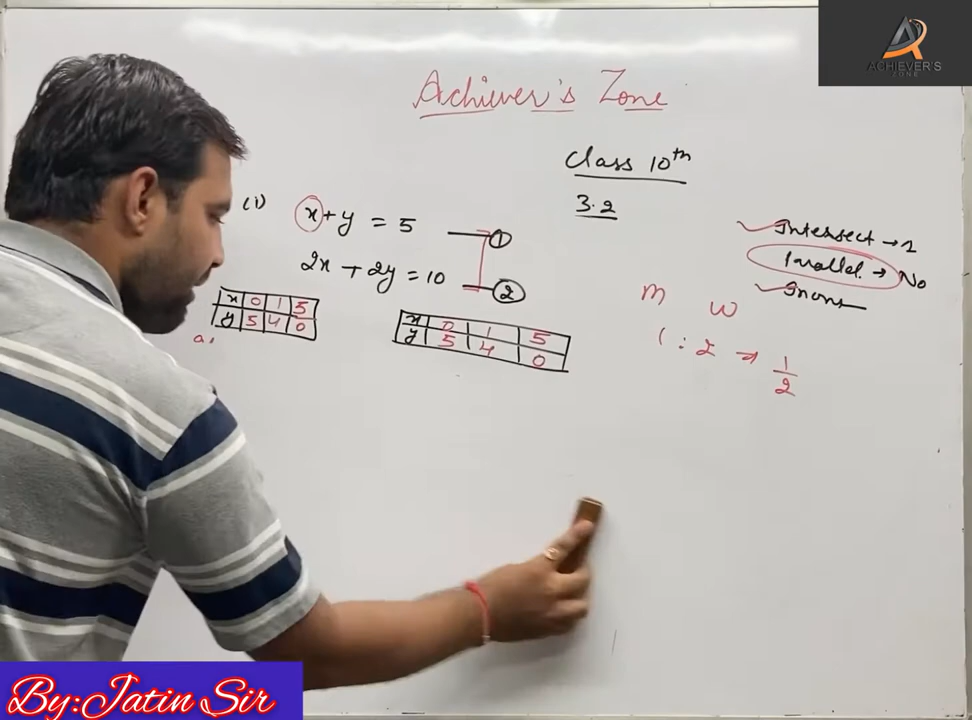 ACHIEVER'S
ZONE
Achiever's Zone
Class 10th
3.2
(1) x+y = 5 ①
2x + 2y = 10 ②
x 0 1 5
y 5 4 0
x 0 1 5
y 5 4 0
Intersect → 1
Parallel → No
m w
1 : 2 → 1/2
By:Jatin Sir